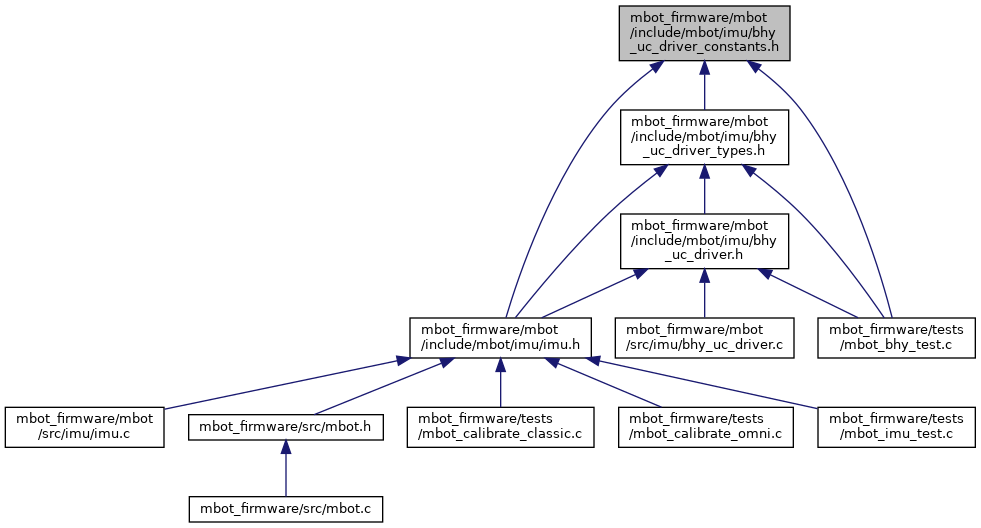 mbot_firmware/mbot
/include/mbot/imu/bhy
_uc_driver_constants.h
mbot_firmware/mbot
/include/mbot/imu/bhy
_uc_driver_types.h
mbot_firmware/mbot
/include/mbot/imu/bhy
_uc_driver.h
mbot_firmware/mbot
/include/mbot/imu/imu.h
mbot_firmware/mbot
/src/imu/bhy_uc_driver.c
mbot_firmware/tests
/mbot_bhy_test.c
mbot_firmware/mbot
/src/imu/imu.c
mbot_firmware/src/mbot.h
mbot_firmware/tests
/mbot_calibrate_classic.c
mbot_firmware/tests
/mbot_calibrate_omni.c
mbot_firmware/tests
/mbot_imu_test.c
mbot_firmware/src/mbot.c